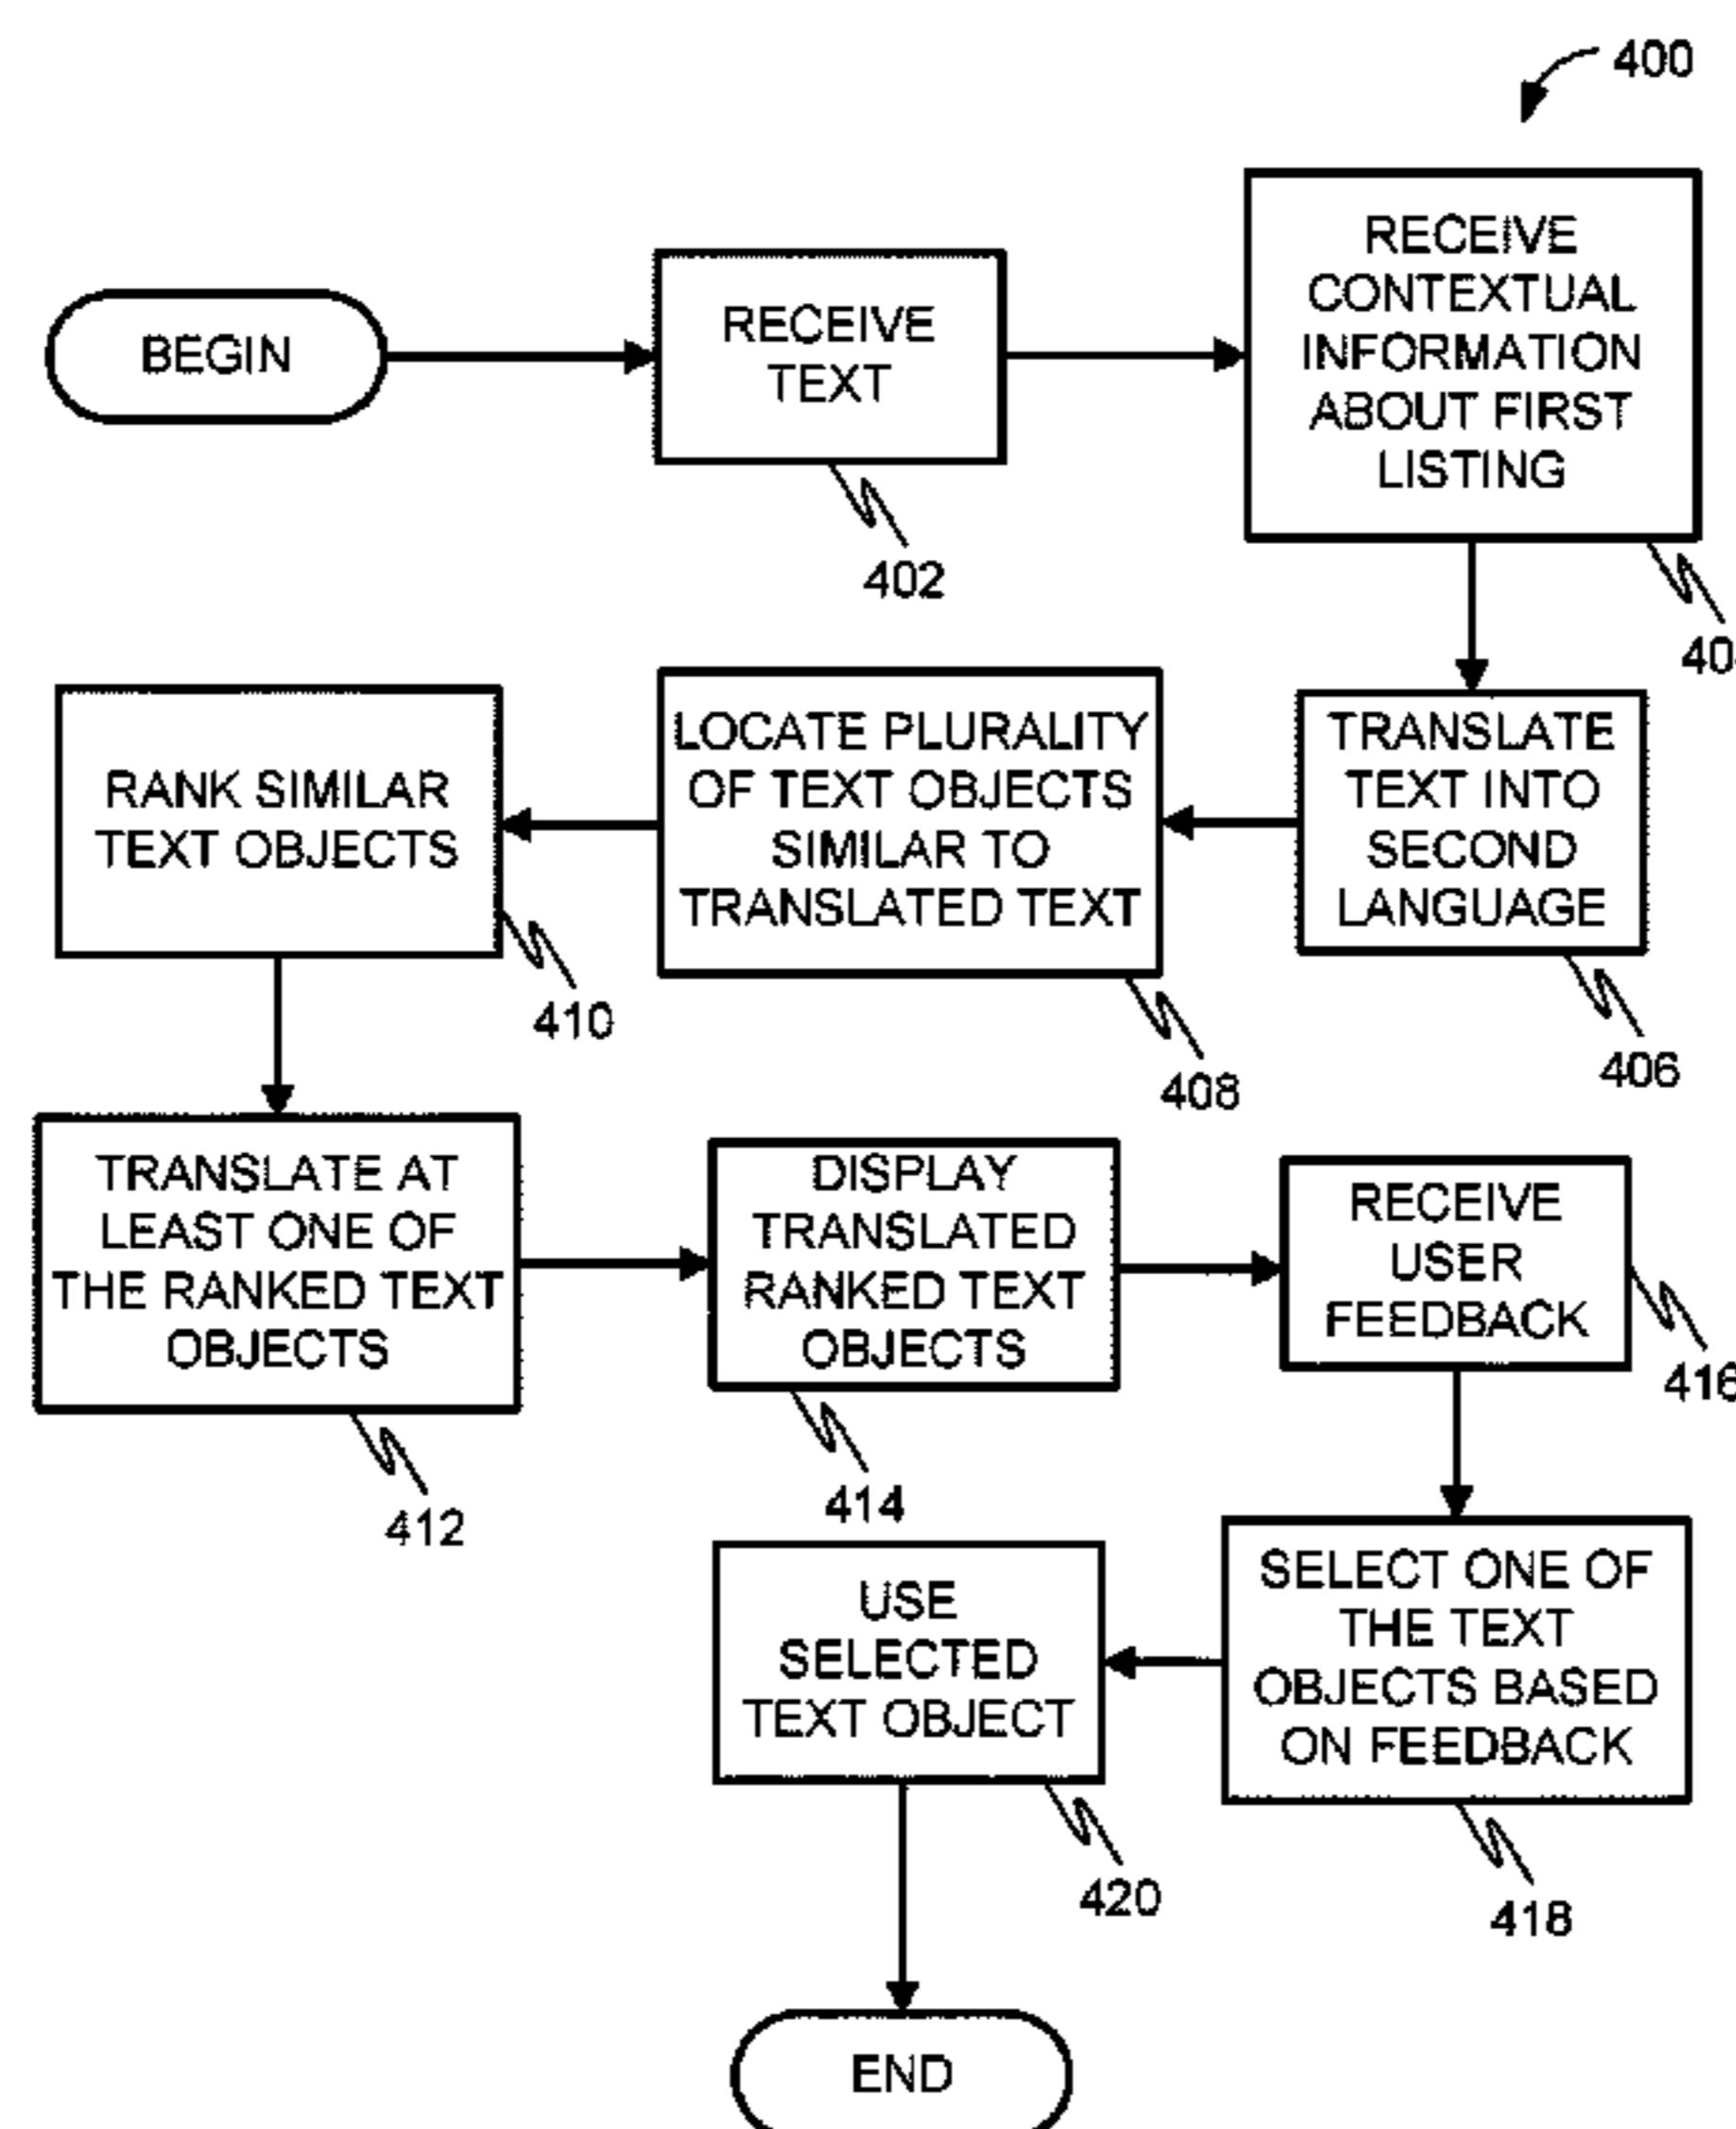 400
BEGIN
RECEIVE
TEXT
402
RECEIVE
CONTEXTUAL
INFORMATION
ABOUT FIRST
LISTING
TRANSLATE
TEXT INTO
SECOND
LANGUAGE
406
LOCATE PLURALITY
OF TEXT OBJECTS
SIMILAR TO
TRANSLATED TEXT
408
RANK SIMILAR
TEXT OBJECTS
410
TRANSLATE AT
LEAST ONE OF
THE RANKED TEXT
OBJECTS
412
DISPLAY
TRANSLATED
RANKED TEXT
OBJECTS
414
RECEIVE
USER
FEEDBACK
416
SELECT ONE OF
THE TEXT
OBJECTS BASED
ON FEEDBACK
418
USE
SELECTED
TEXT OBJECT
420
END